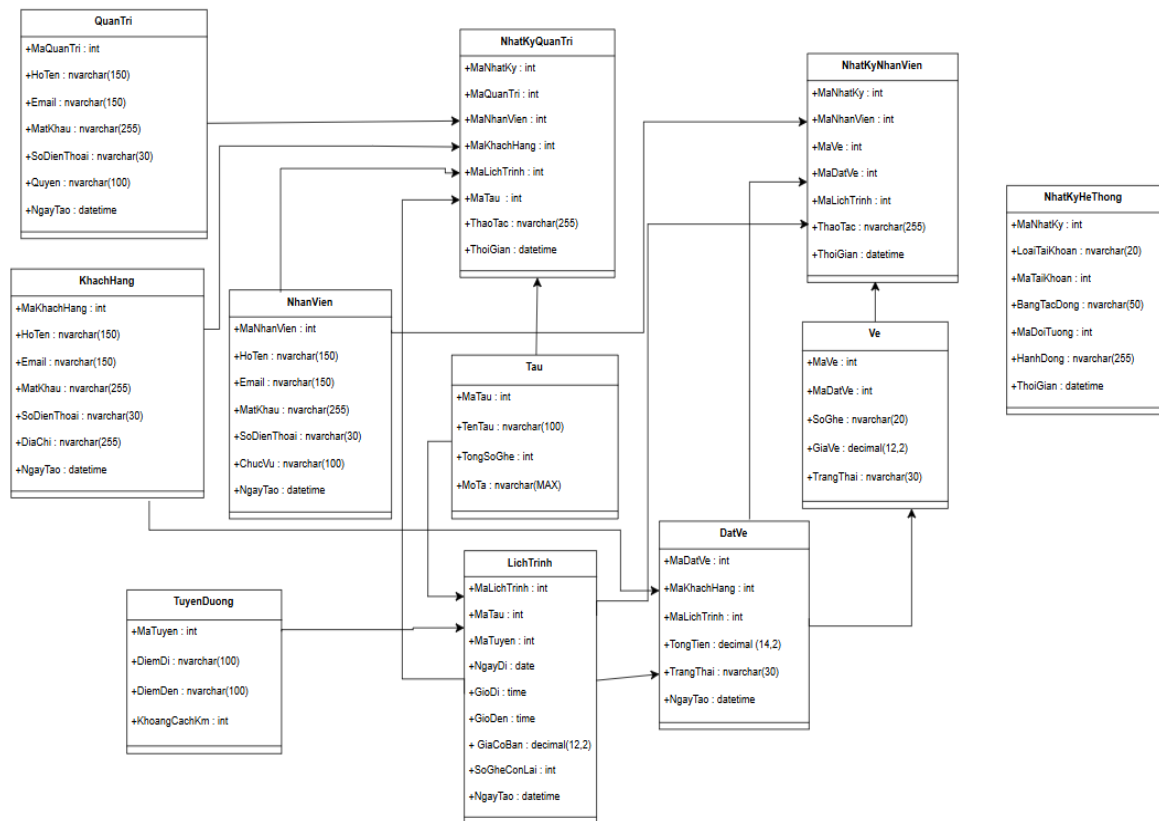 QuanTri
+MaQuanTri : int
+HoTen : nvarchar(150)
+Email : nvarchar(150)
+MatKhau : nvarchar(255)
+SoDienThoai : nvarchar(30)
+Quyen : nvarchar(100)
+NgayTao : datetime
NhatKyQuanTri
+MaNhatKy : int
+MaQuanTri : int
+MaNhanVien : int
+MaKhachHang : int
+MaLichTrinh : int
+MaTau : int
+ThaoTac : nvarchar(255)
+ThoiGian : datetime
NhatKyNhanVien
+MaNhatKy : int
+MaNhanVien : int
+MaVe : int
+MaDatVe : int
+MaLichTrinh : int
+ThaoTac : nvarchar(255)
+ThoiGian : datetime
NhatKyHeThong
+MaNhatKy : int
+LoaiTaiKhoan : nvarchar(20)
+MaTaiKhoan : int
+BangTacDong : nvarchar(50)
+MaDoiTuong : int
+HanhDong : nvarchar(255)
+ThoiGian : datetime
KhachHang
+MaKhachHang : int
+HoTen : nvarchar(150)
+Email : nvarchar(150)
+MatKhau : nvarchar(255)
+SoDienThoai : nvarchar(30)
+DiaChi : nvarchar(255)
+NgayTao : datetime
NhanVien
+MaNhanVien : int
+HoTen : nvarchar(150)
+Email : nvarchar(150)
+MatKhau : nvarchar(255)
+SoDienThoai : nvarchar(30)
+ChucVu : nvarchar(100)
+NgayTao : datetime
Tau
+MaTau : int
+TenTau : nvarchar(100)
+TongSoGhe : int
+MoTa : nvarchar(MAX)
Ve
+MaVe : int
+MaDatVe : int
+SoGhe : nvarchar(20)
+GiaVe : decimal(12,2)
+TrangThai : nvarchar(30)
TuyenDuong
+MaTuyen : int
+DiemDi : nvarchar(100)
+DiemDen : nvarchar(100)
+KhoangCachKm : int
LichTrinh
+MaLichTrinh : int
+MaTau : int
+MaTuyen : int
+NgayDi : date
+GioDi : time
+GioDen : time
+ GiaCoBan : decimal(12,2)
+SoGheConLai : int
+NgayTao : datetime
DatVe
+MaDatVe : int
+MaKhachHang : int
+MaLichTrinh : int
+TongTien : decimal (14,2)
+TrangThai : nvarchar(30)
+NgayTao : datetime